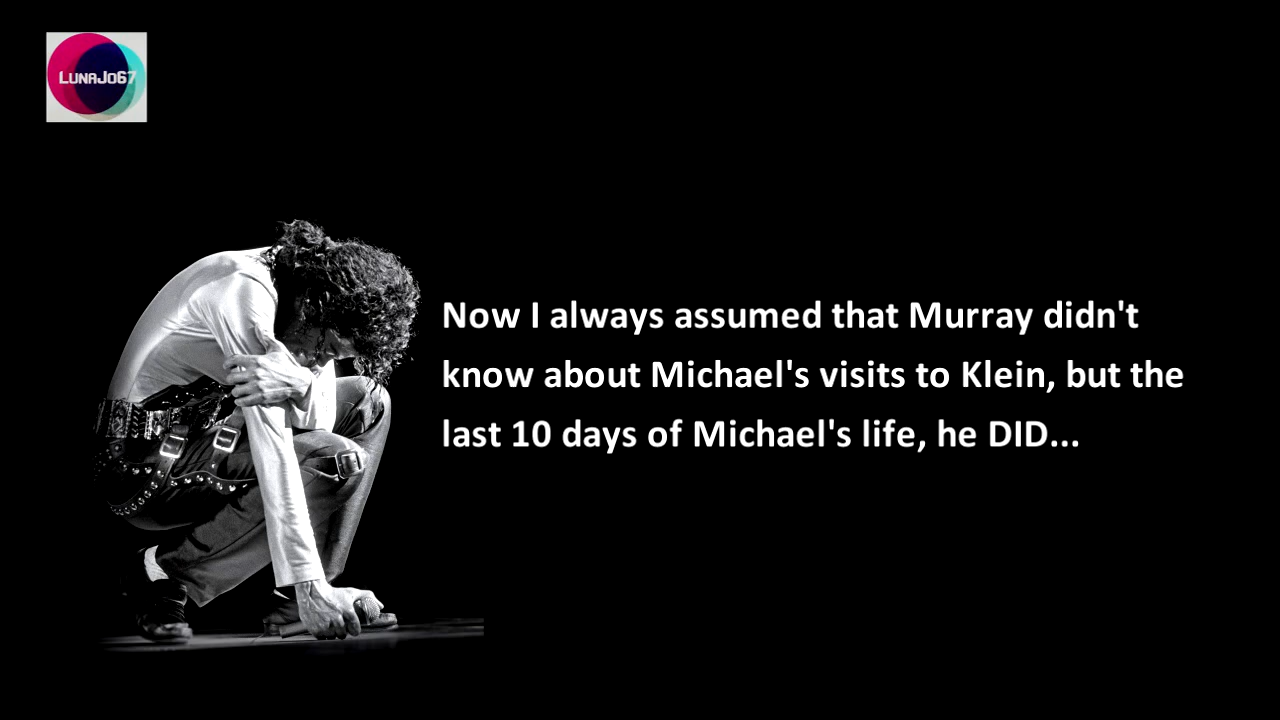 LUNAJO67
Now I always assumed that Murray didn't
know about Michael's visits to Klein, but the
last 10 days of Michael's life, he DID...